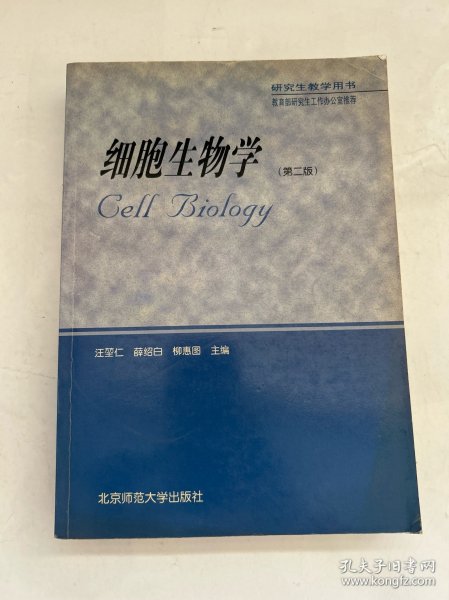 研究生教学用书
教育部研究生工作办公室推荐
细胞生物学
(第二版)
Cell Biology
汪堃仁 薛绍白 柳惠图 主编
北京师范大学出版社
孔夫子旧书网
www.kongfz.com